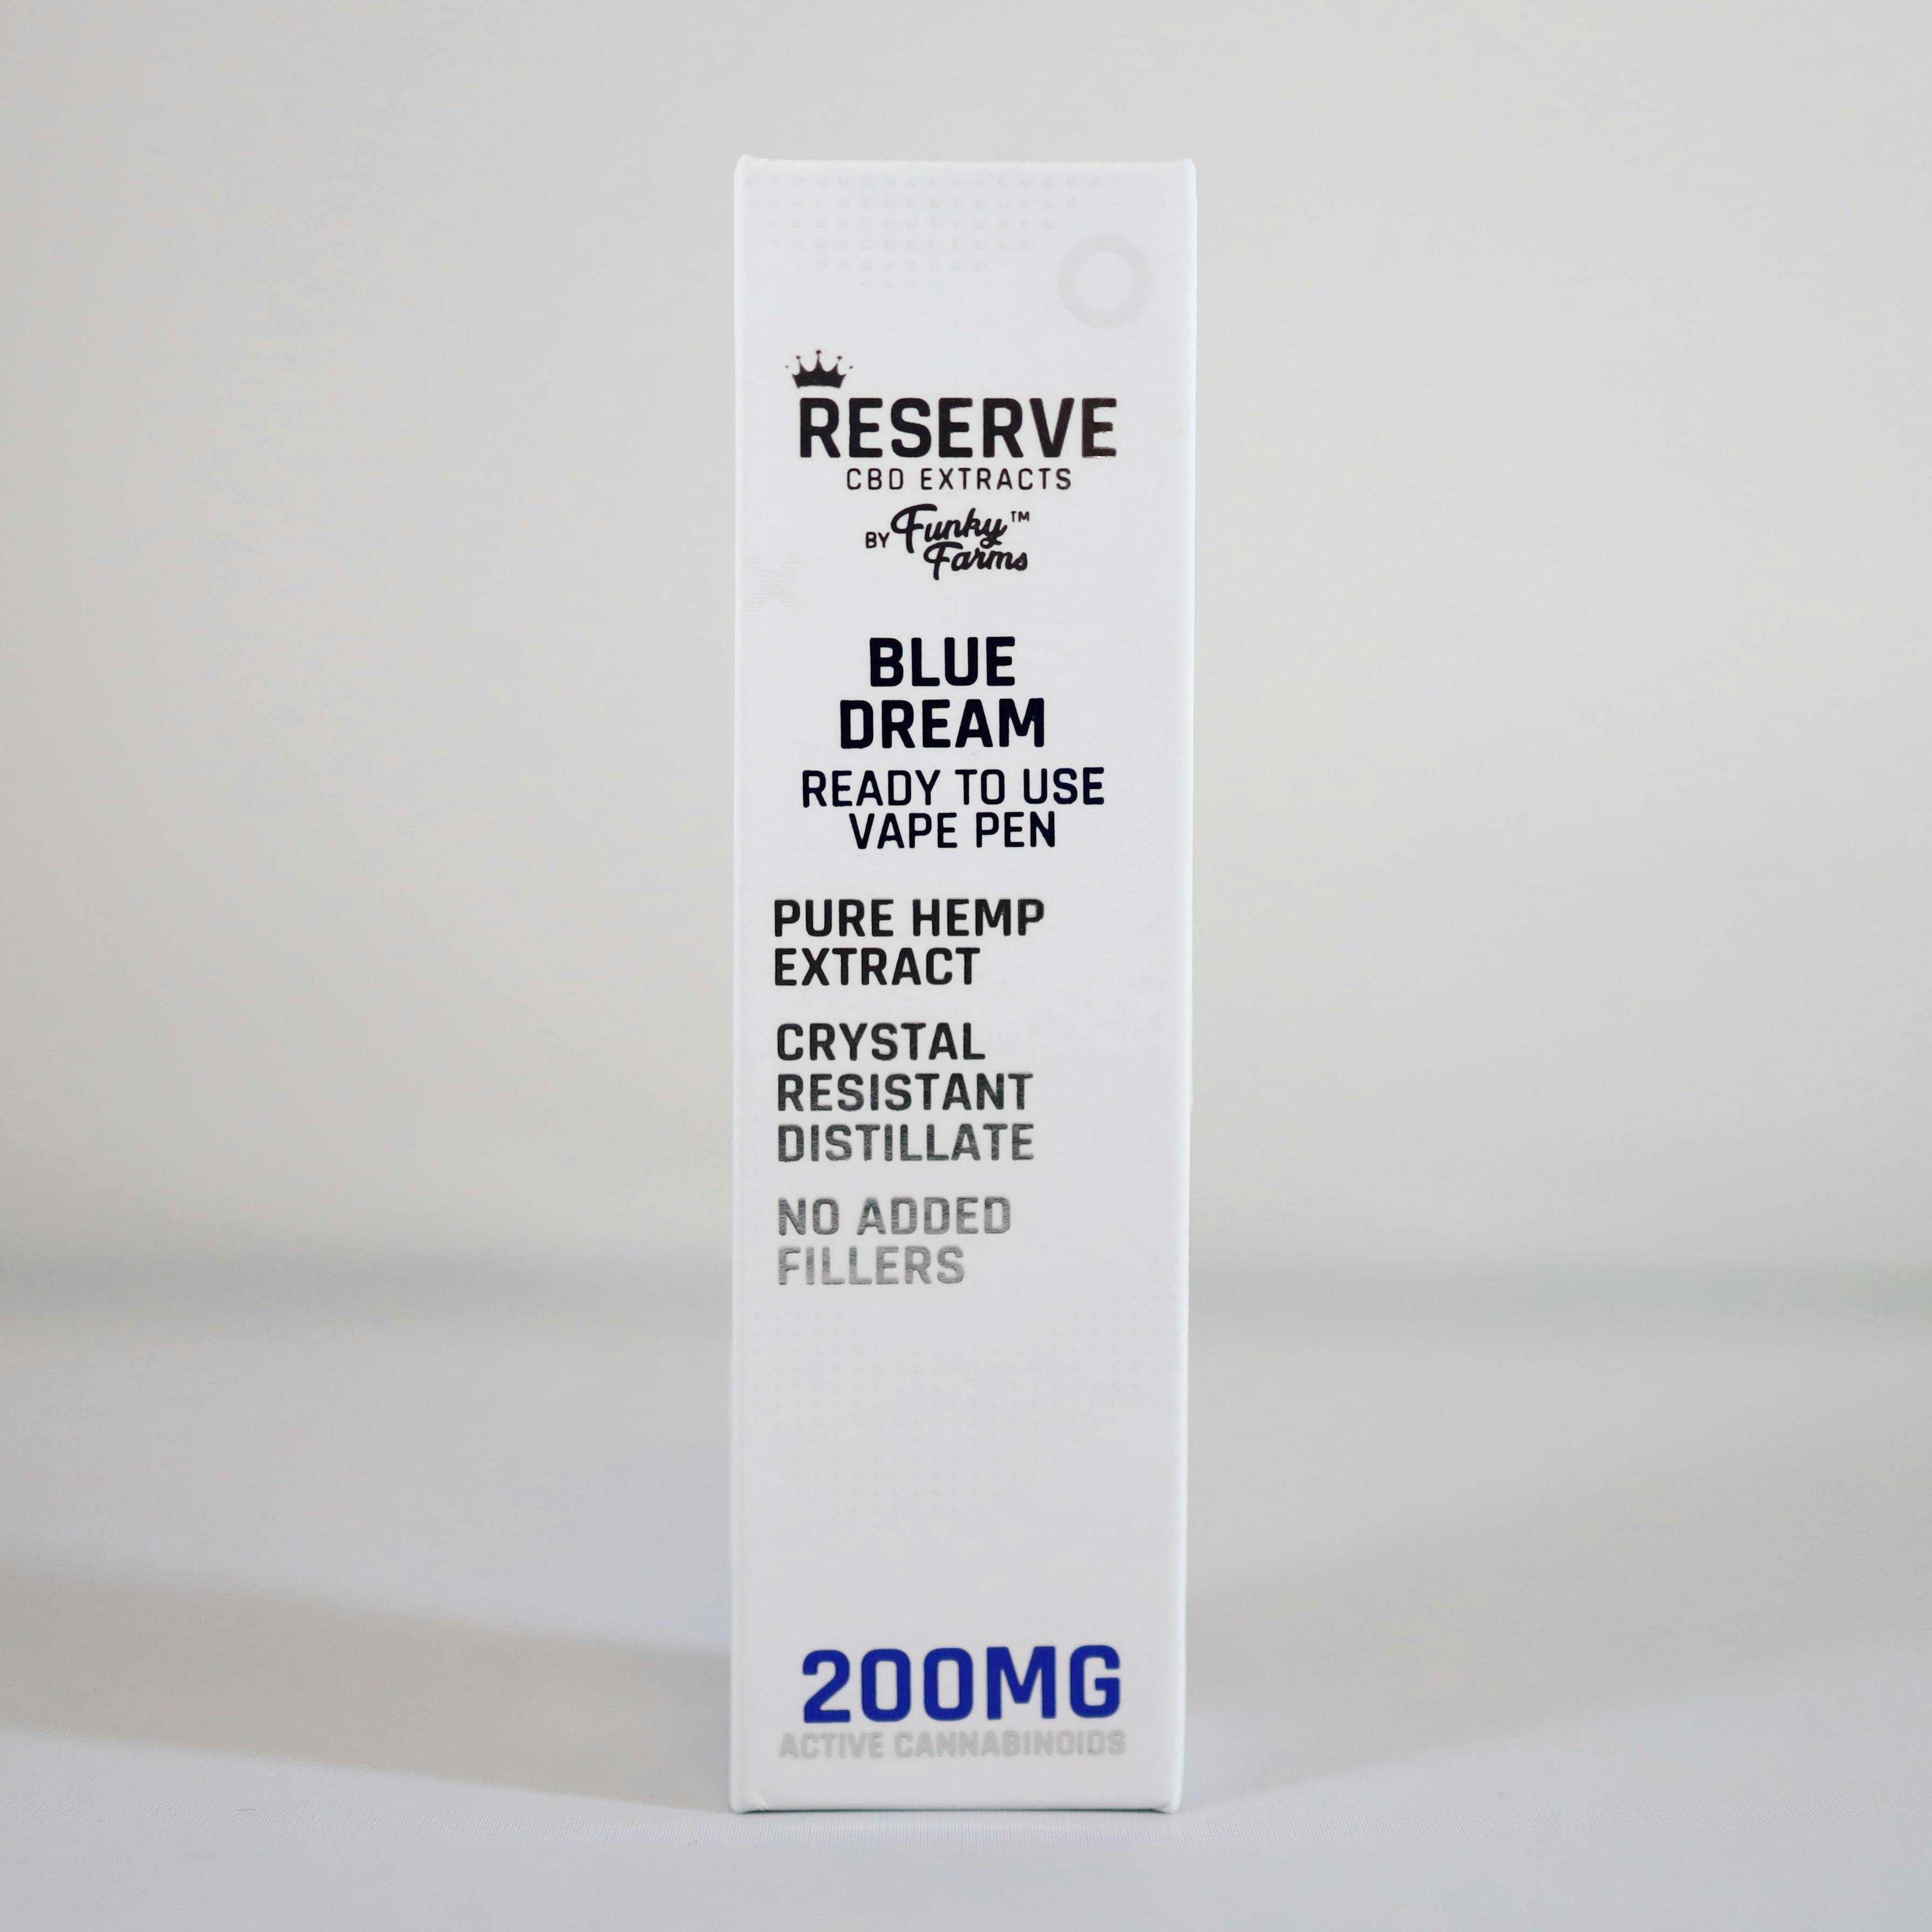 RESERVE
CBD EXTRACTS
BY Funky™
Farms
BLUE
DREAM
READY TO USE
VAPE PEN
PURE HEMP
EXTRACT
CRYSTAL
RESISTANT
DISTILLATE
NO ADDED
FILLERS
200MG
ACTIVE CANNABINOIDS